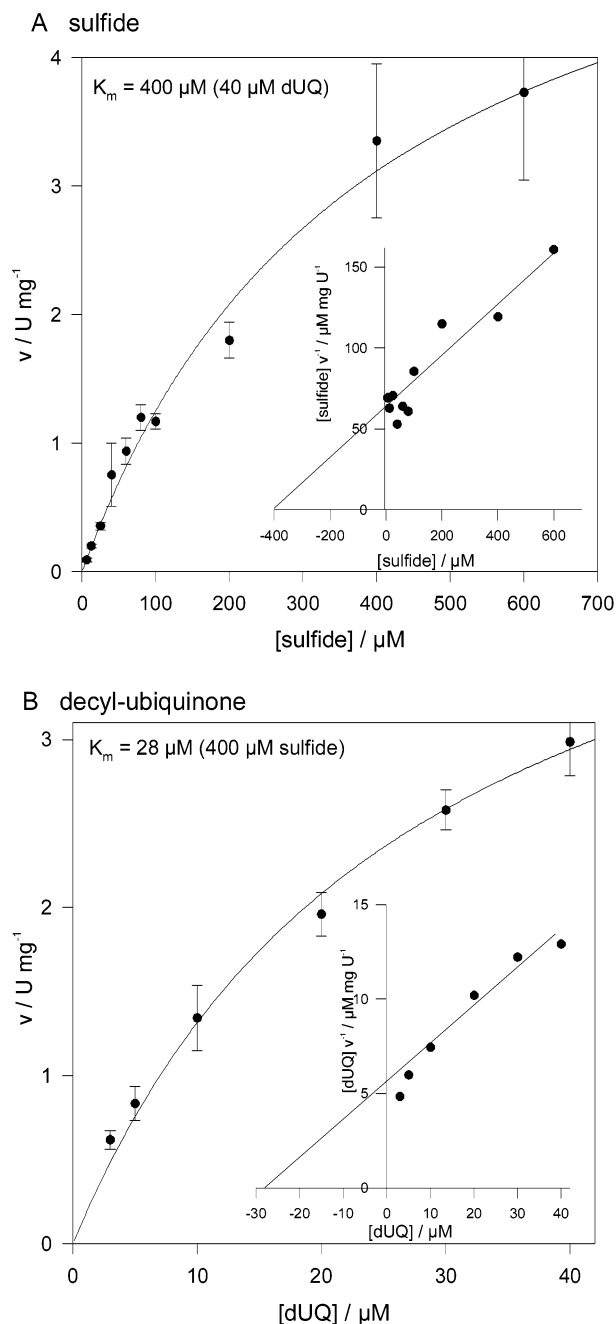 A sulfide
Kₘ = 400 µM (40 µM dUQ)
v / U mg⁻¹
4
3
2
1
0
0 100 200 300 400 500 600 700
[sulfide] / µM
[sulfide] v⁻¹ / µM mg U⁻¹
150
100
50
0
-400 -200 0 200 400 600
[sulfide] / µM
B decyl-ubiquinone
Kₘ = 28 µM (400 µM sulfide)
v / U mg⁻¹
3
2
1
0
0 10 20 30 40
[dUQ] / µM
[dUQ] v⁻¹ / µM mg U⁻¹
15
10
5
0
-30 -20 -10 0 10 20 30 40
[dUQ] / µM